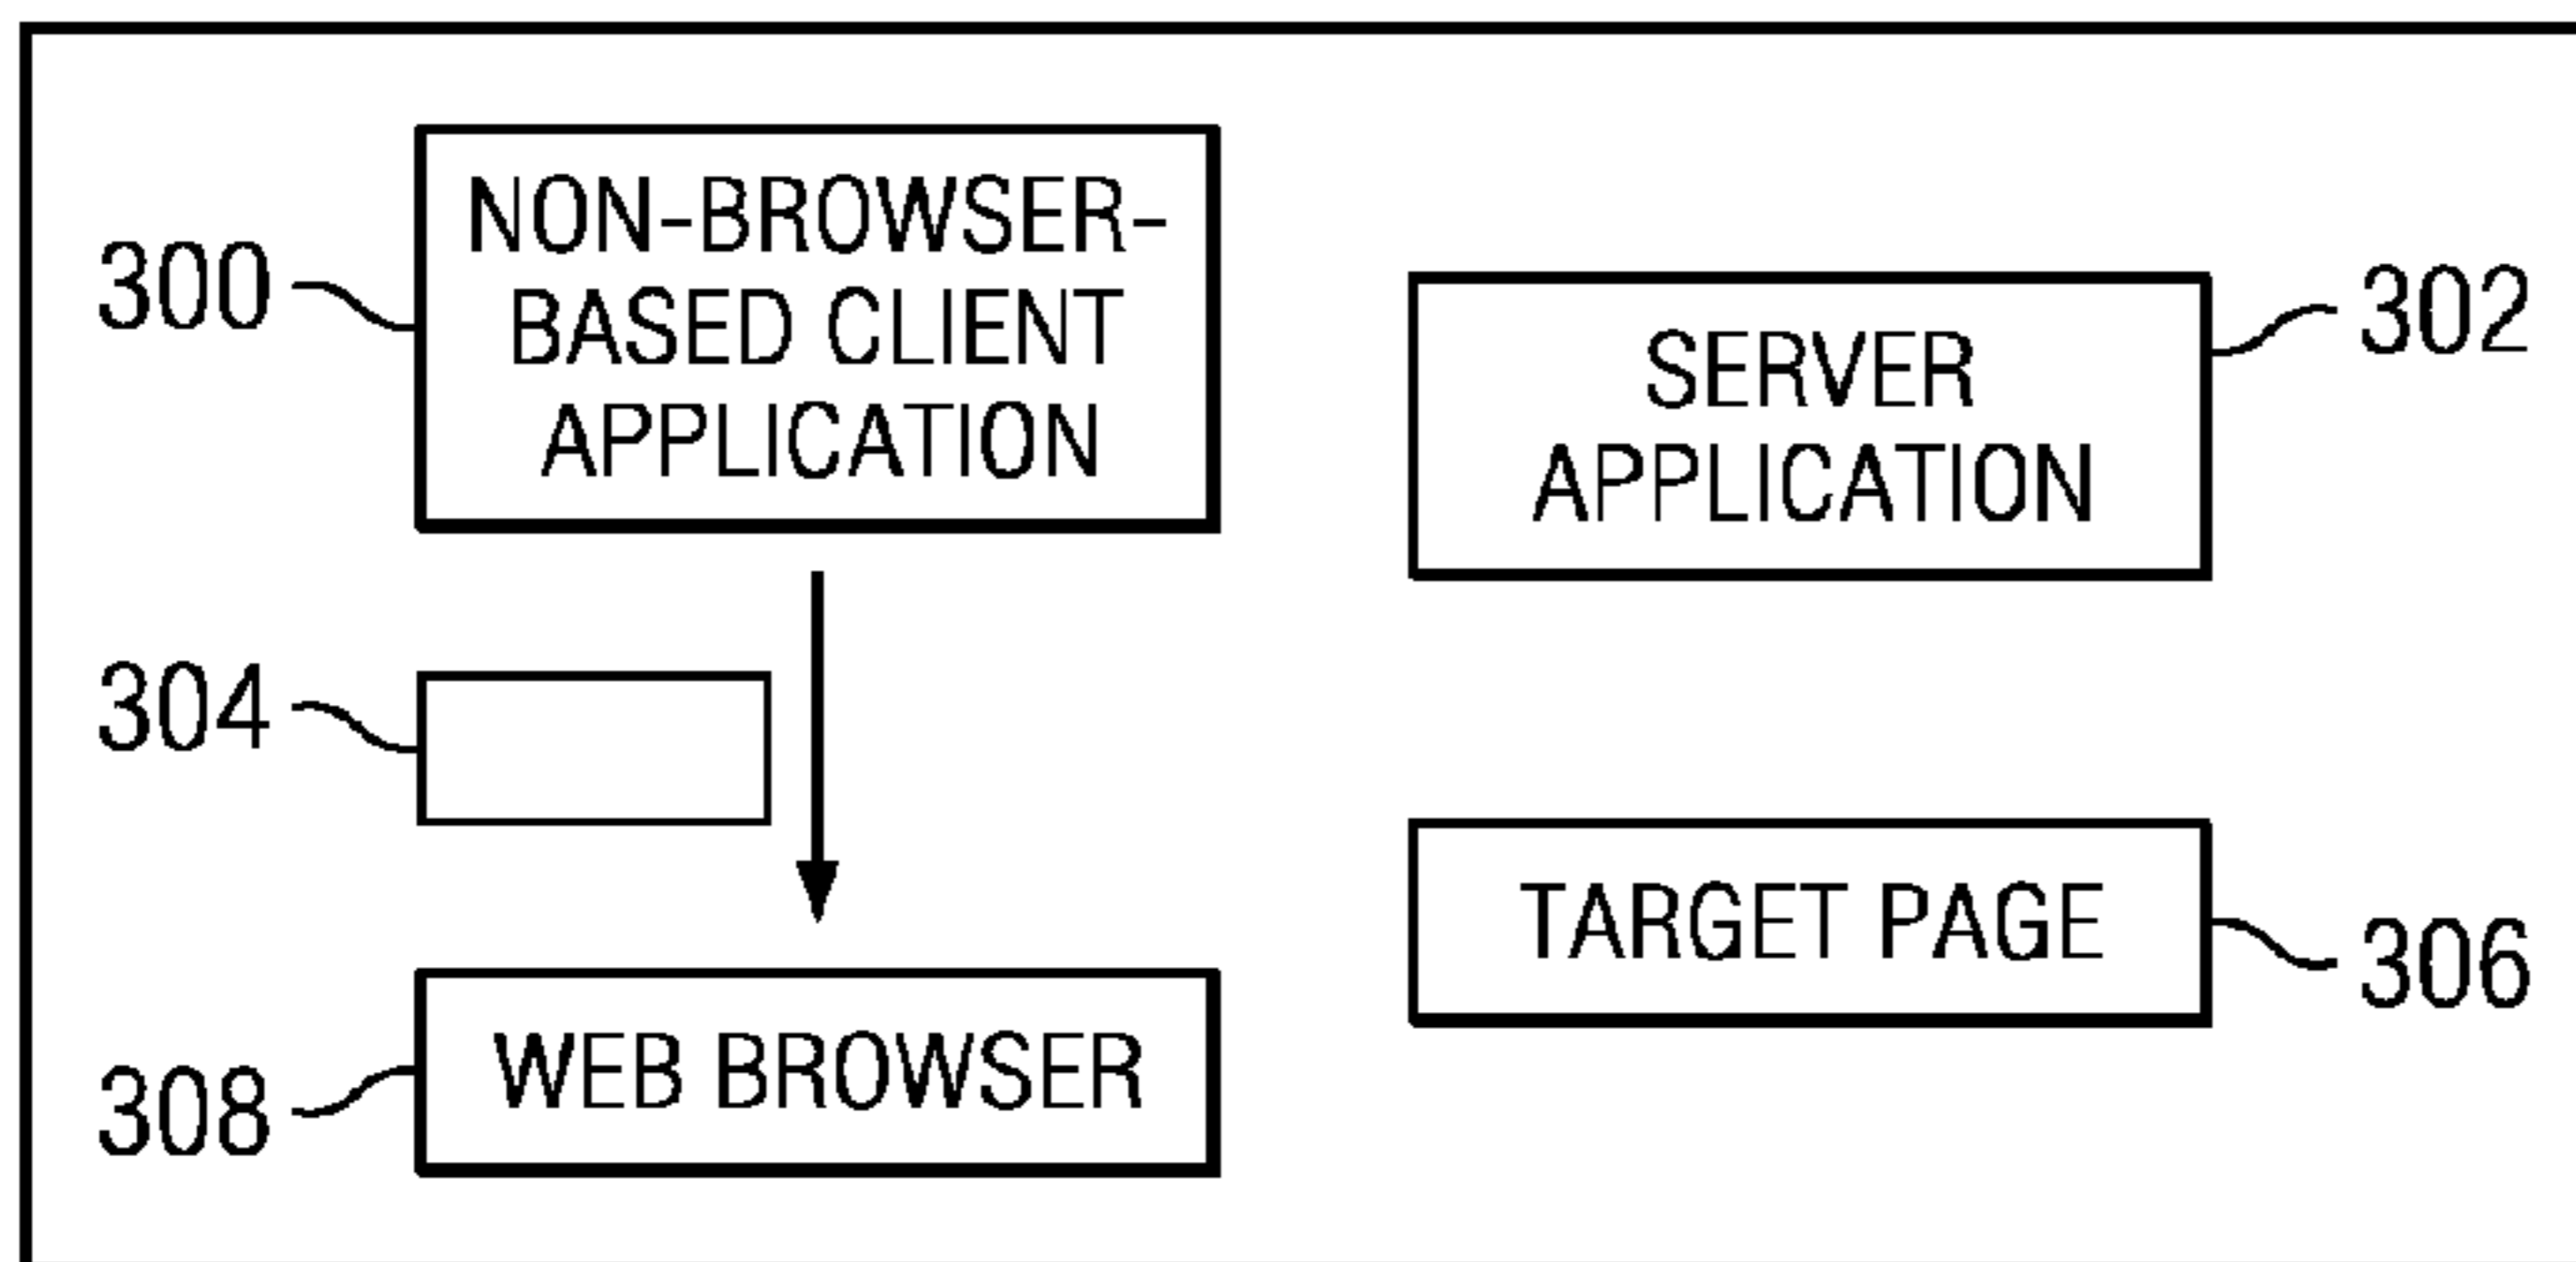 300
NON-BROWSER-
BASED CLIENT
APPLICATION
SERVER
APPLICATION
302
304
TARGET PAGE
306
308
WEB BROWSER